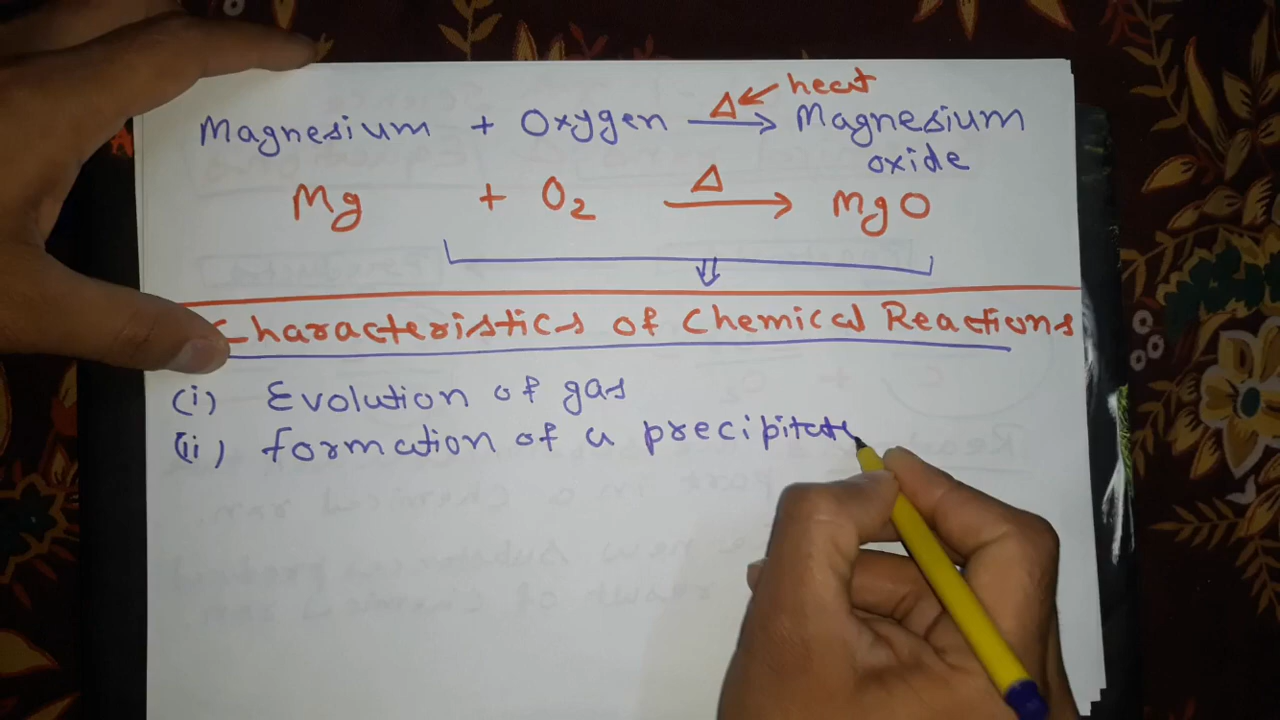 heat
Magnesium + Oxygen Δ→ Magnesium
oxide
Mg + O₂ Δ→ MgO
Characteristics of Chemical Reactions
(i) Evolution of gas
(ii) formation of a precipitate